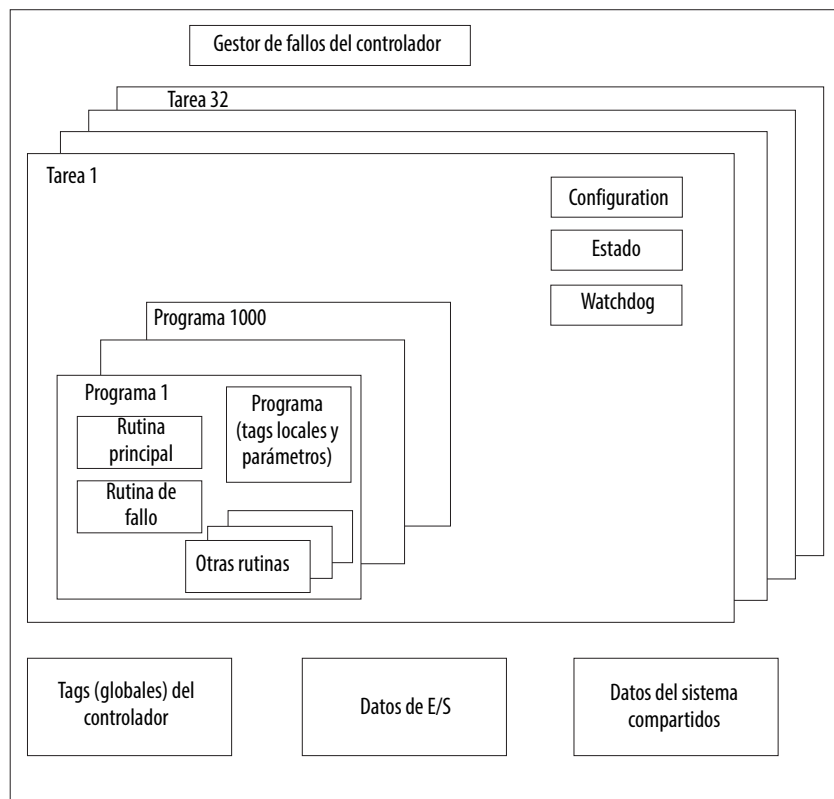 Gestor de fallos del controlador
Tarea 32
Tarea 1
Configuration
Estado
Watchdog
Programa 1000
Programa 1
Rutina
principal
Programa
(tags locales y
parámetros)
Rutina de
fallo
Otras rutinas
Tags (globales) del
controlador
Datos de E/S
Datos del sistema
compartidos